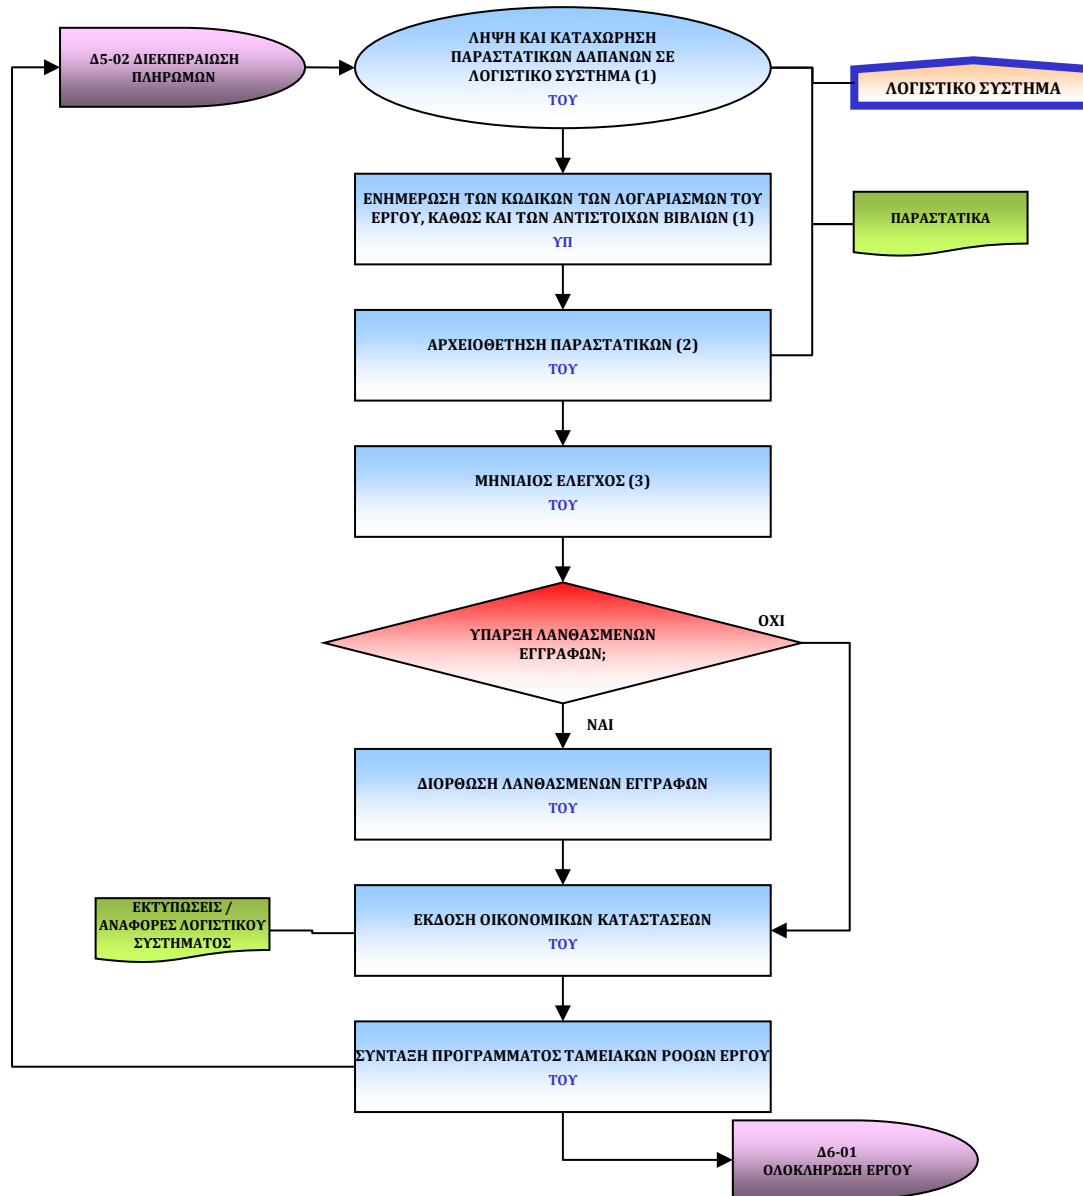 Δ5-02 ΔΙΕΚΠΕΡΑΙΩΣΗ
ΠΛΗΡΩΜΩΝ
ΛΗΨΗ ΚΑΙ ΚΑΤΑΧΩΡΗΣΗ
ΠΑΡΑΣΤΑΤΙΚΩΝ ΔΑΠΑΝΩΝ ΣΕ
ΛΟΓΙΣΤΙΚΟ ΣΥΣΤΗΜΑ (1)
ΤΟΥ
ΛΟΓΙΣΤΙΚΟ ΣΥΣΤΗΜΑ
ΕΝΗΜΕΡΩΣΗ ΤΩΝ ΚΩΔΙΚΩΝ ΤΩΝ ΛΟΓΑΡΙΑΣΜΩΝ ΤΟΥ
ΕΡΓΟΥ, ΚΑΘΩΣ ΚΑΙ ΤΩΝ ΑΝΤΙΣΤΟΙΧΩΝ ΒΙΒΛΙΩΝ (1)
ΥΠ
ΠΑΡΑΣΤΑΤΙΚΑ
ΑΡΧΕΙΟΘΕΤΗΣΗ ΠΑΡΑΣΤΑΤΙΚΩΝ (2)
ΤΟΥ
ΜΗΝΙΑΙΟΣ ΕΛΕΓΧΟΣ (3)
ΤΟΥ
ΥΠΑΡΞΗ ΛΑΝΘΑΣΜΕΝΩΝ
ΕΓΓΡΑΦΩΝ;
ΟΧΙ
ΝΑΙ
ΔΙΟΡΘΩΣΗ ΛΑΝΘΑΣΜΕΝΩΝ ΕΓΓΡΑΦΩΝ
ΤΟΥ
ΕΚΤΥΠΩΣΕΙΣ /
ΑΝΑΦΟΡΕΣ ΛΟΓΙΣΤΙΚΟΥ
ΣΥΣΤΗΜΑΤΟΣ
ΕΚΔΟΣΗ ΟΙΚΟΝΟΜΙΚΩΝ ΚΑΤΑΣΤΑΣΕΩΝ
ΤΟΥ
ΣΥΝΤΑΞΗ ΠΡΟΓΡΑΜΜΑΤΟΣ ΤΑΜΕΙΑΚΩΝ ΡΟΟΩΝ ΕΡΓΟΥ
ΤΟΥ
Δ6-01
ΟΛΟΚΛΗΡΩΣΗ ΕΡΓΟΥ